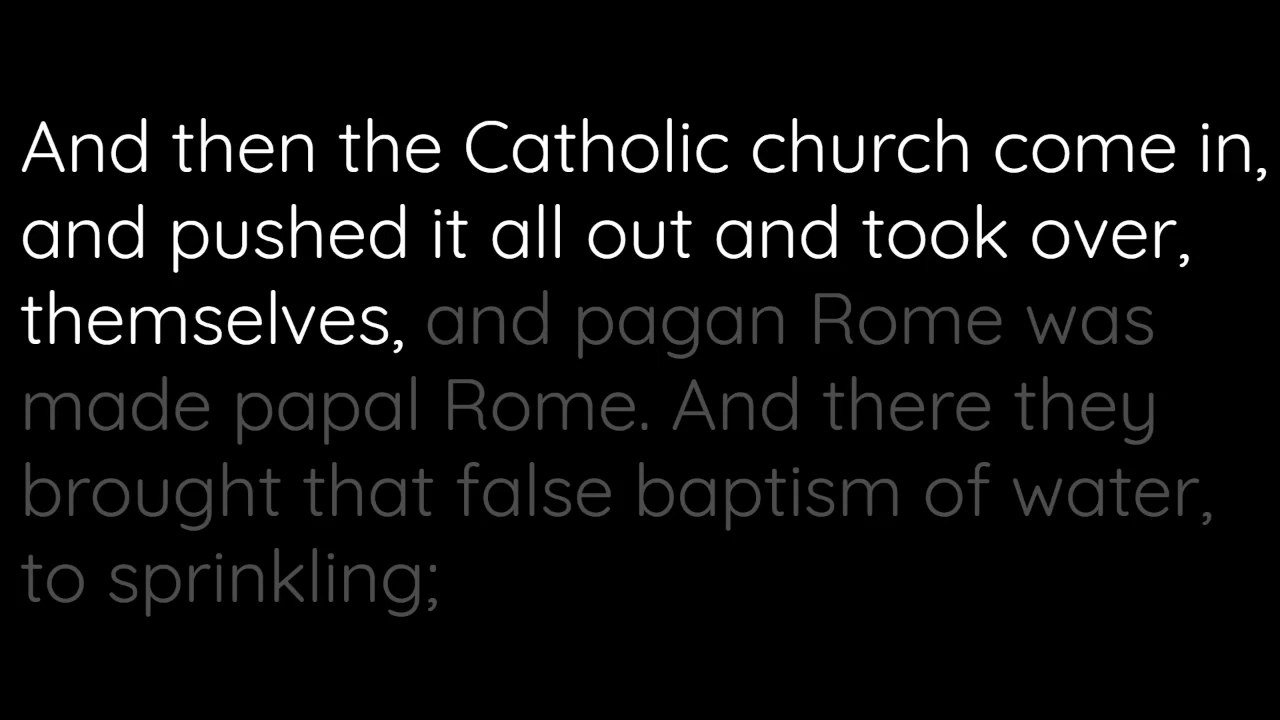 And then the Catholic church come in,
and pushed it all out and took over,
themselves, and pagan Rome was
made papal Rome. And there they
brought that false baptism of water,
to sprinkling;